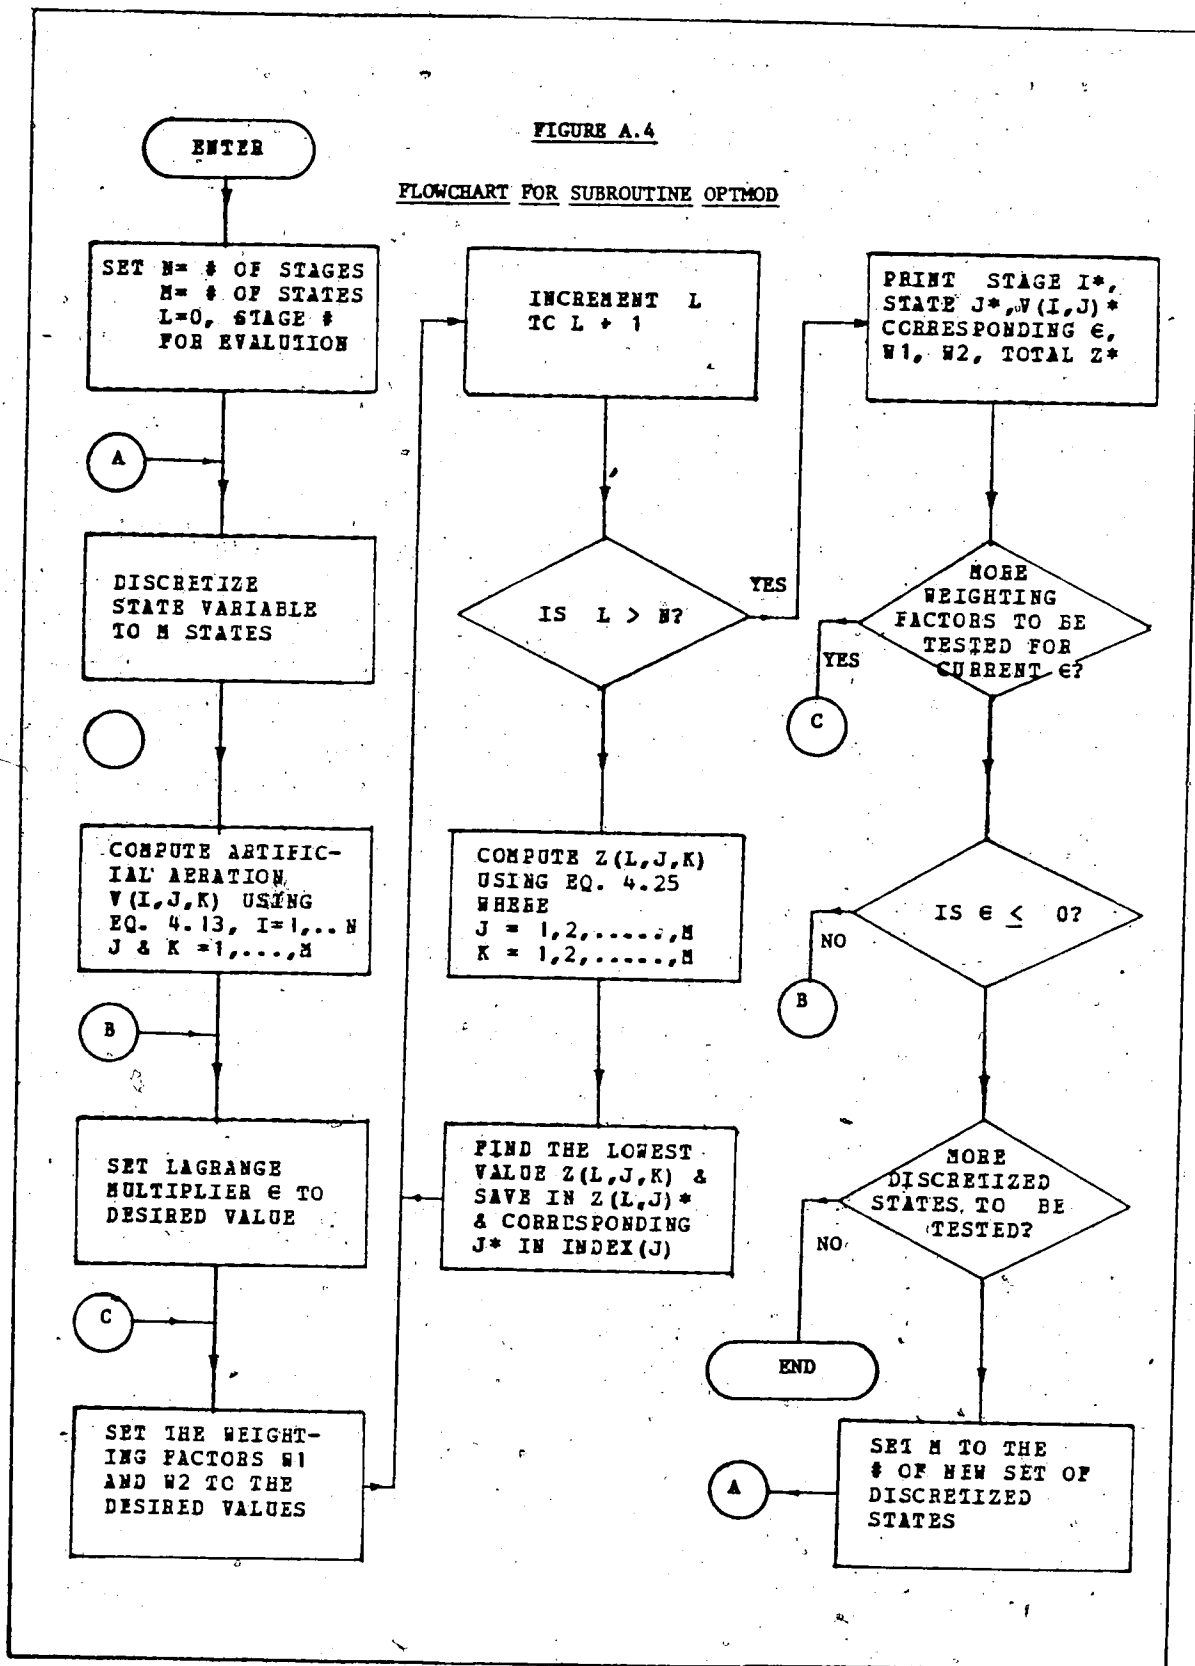 FIGURE A.4
FLOWCHART FOR SUBROUTINE OPTMOD
ENTER
SET N= # OF STAGES
M= # OF STATES
L=0, STAGE #
FOR EVALUTION
A
DISCRETIZE
STATE VARIABLE
TO M STATES
COMPUTE ARTIFIC-
IAL AERATION
V(I,J,K) USING
EQ. 4.13, I=1,.. N
J & K =1,...,M
B
SET LAGRANGE
MULTIPLIER ∈ TO
DESIRED VALUE
C
SET THE WEIGHT-
ING FACTORS W1
AND W2 TO THE
DESIRED VALUES
INCREMENT L
TO L + 1
IS L > N?
YES
COMPUTE Z(L,J,K)
USING EQ. 4.25
WHERE
J = 1,2,.....,M
K = 1,2,.....,M
FIND THE LOWEST
VALUE Z(L,J,K) &
SAVE IN Z(L,J)*
& CORRESPONDING
J* IN INDEX(J)
PRINT STAGE I*,
STATE J*, V(I,J)*
CORRESPONDING ∈,
W1, W2, TOTAL Z*
MORE
WEIGHTING
FACTORS TO BE
TESTED FOR
CURRENT ∈?
YES
C
IS ∈ ≤ 0?
NO
B
MORE
DISCRETIZED
STATES, TO BE
TESTED?
NO
END
SET M TO THE
# OF NEW SET OF
DISCRETIZED
STATES
A